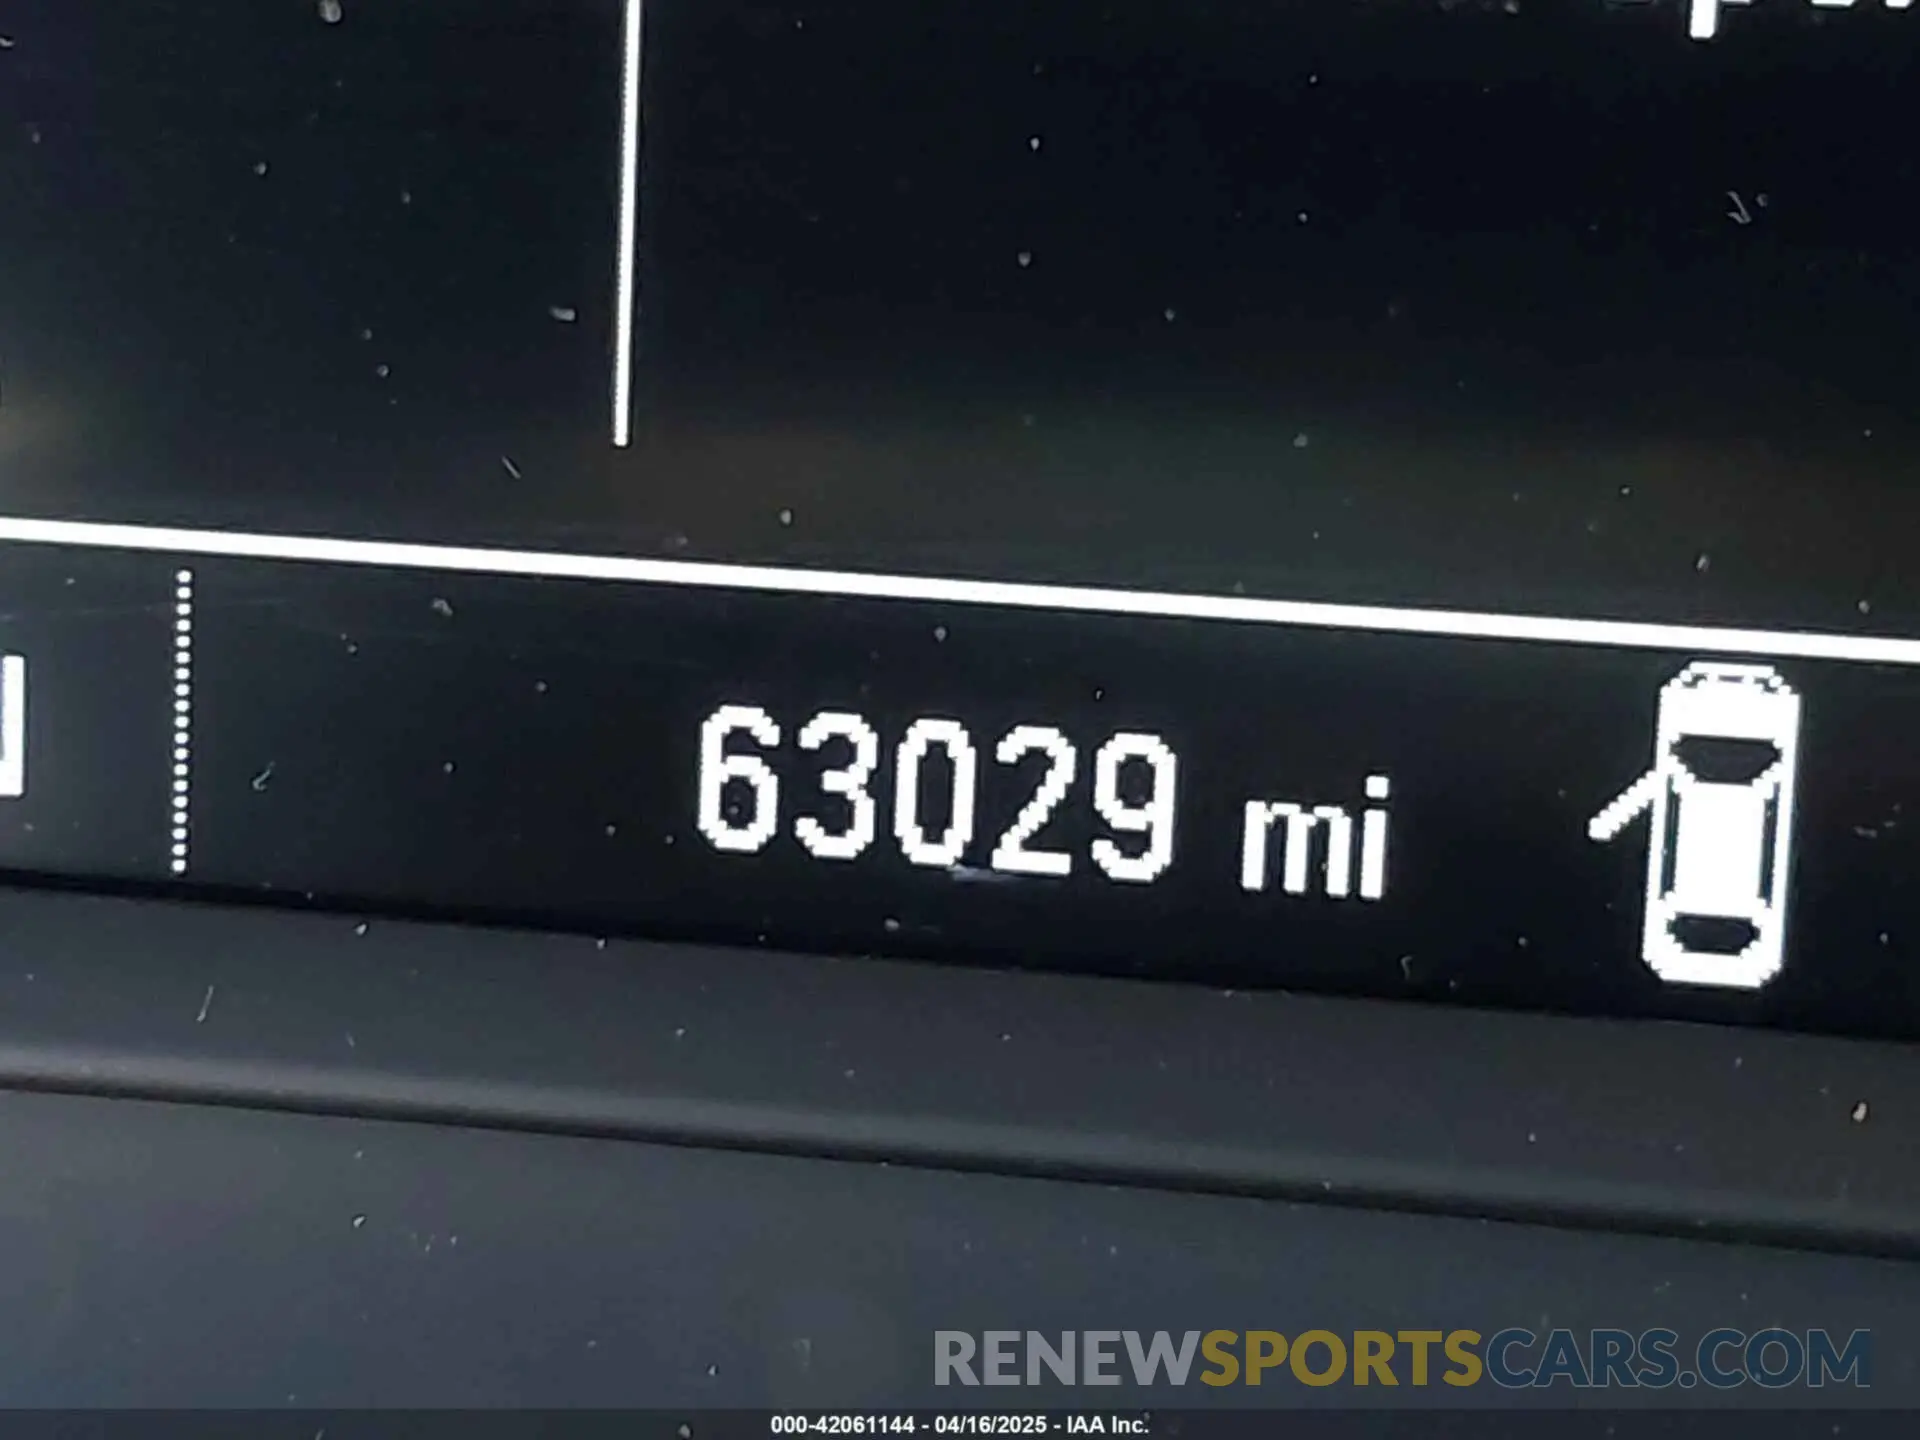 63029 mi
RENEWSPORTSCARS.COM
000-42061144 - 04/16/2025 - IAA Inc.